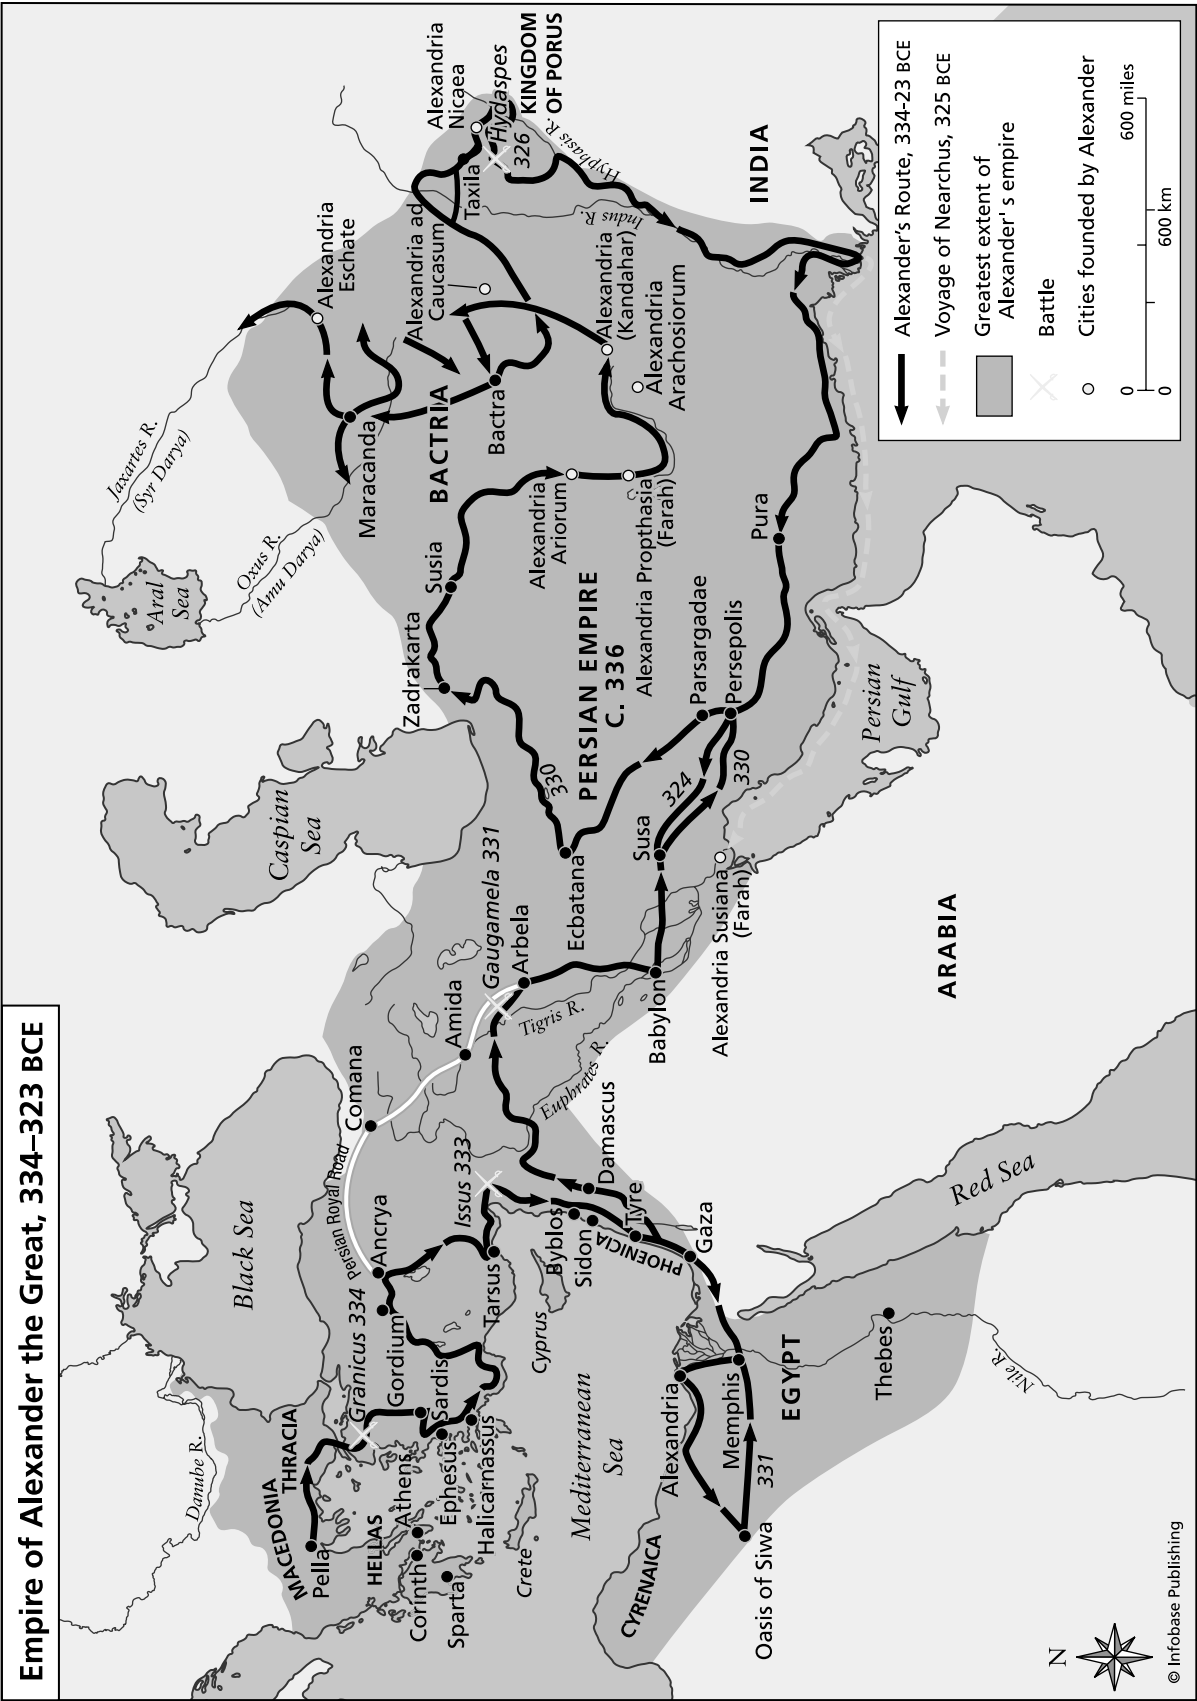 Empire of Alexander the Great, 334–323 BCE
Danube R.
Black Sea
Caspian
Sea
Aral
Sea
Jaxartes R.
(Syr Darya)
Oxus R.
(Amu Darya)
MACEDONIA
THRACIA
Pella
HELLAS
Corinth
Athens
Sparta
Granicus 334
Gordium
Sardis
Ephesus
Halicarnassus
Crete
Ancrya
Persian Royal Road
Comana
Amida
Tarsus
Issus 333
Cyprus
Mediterranean
Sea
Byblos
Sidon
PHOENICIA
Tyre
Damascus
Gaza
CYRENAICA
Alexandria
Memphis
Oasis of Siwa
331
EGYPT
Thebes
Nile R.
Red Sea
ARABIA
Euphrates R.
Tigris R.
Gaugamela 331
Arbela
Babylon
Ecbatana
Susa
Alexandria Susiana
(Farah)
324
330
330
Parsargadae
Persepolis
PERSIAN EMPIRE
C. 336
Persian
Gulf
Zadrakarta
Susia
Alexandria
Ariorum
Alexandria Propthasia
(Farah)
Pura
Maracanda
BACTRIA
Bactra
Alexandria
Eschate
Alexandria ad
Caucasum
Alexandria
(Kandahar)
Alexandria
Arachosiorum
Taxila
Alexandria
Nicaea
Hydaspes
326
KINGDOM
OF PORUS
Hyphasis R.
Indus R.
INDIA
Alexander's Route, 334-23 BCE
Voyage of Nearchus, 325 BCE
Greatest extent of
Alexander' s empire
Battle
Cities founded by Alexander
0
600 miles
0
600 km
N
© Infobase Publishing